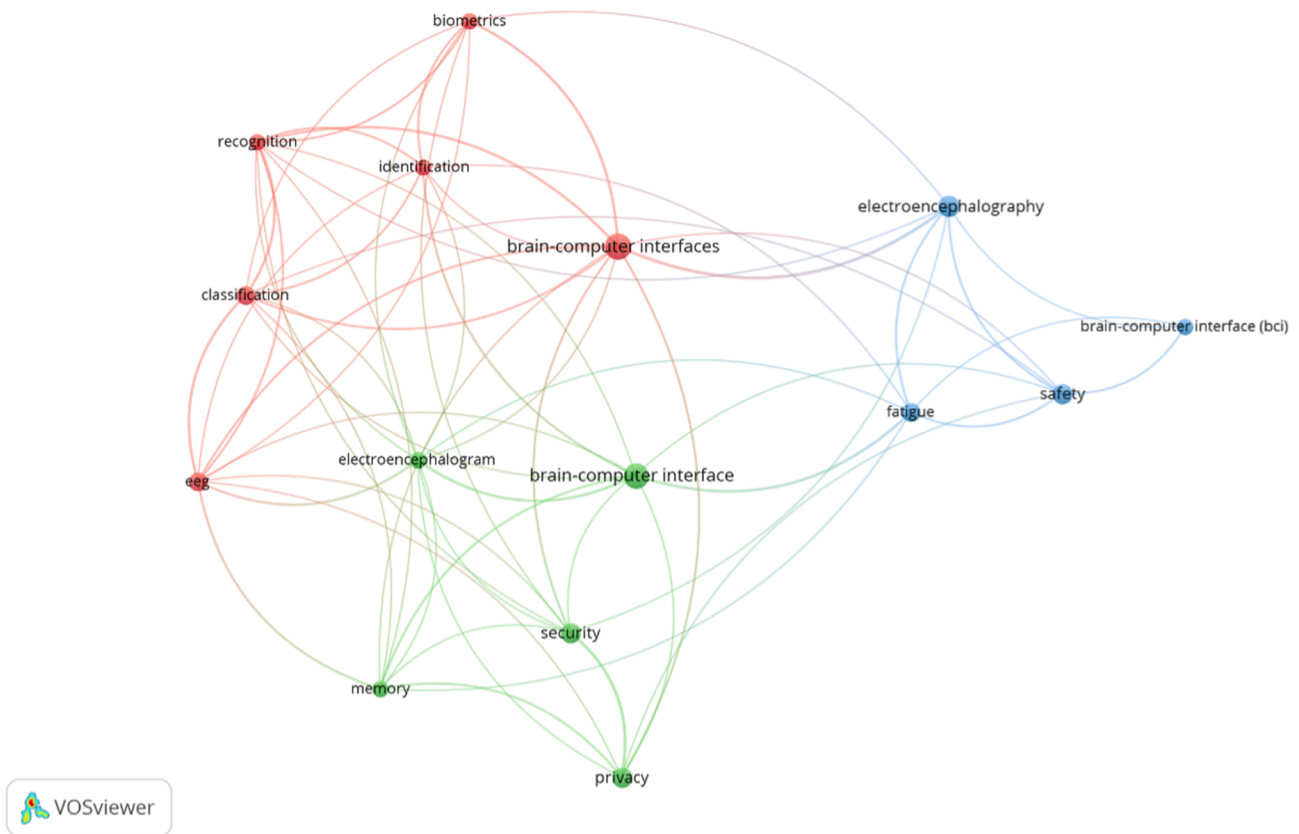 biometrics
recognition
identification
electroencephalography
brain-computer interfaces
classification
brain-computer interface (bci)
safety
fatigue
electroencephalogram
brain-computer interface
eeg
security
memory
privacy
VOSviewer